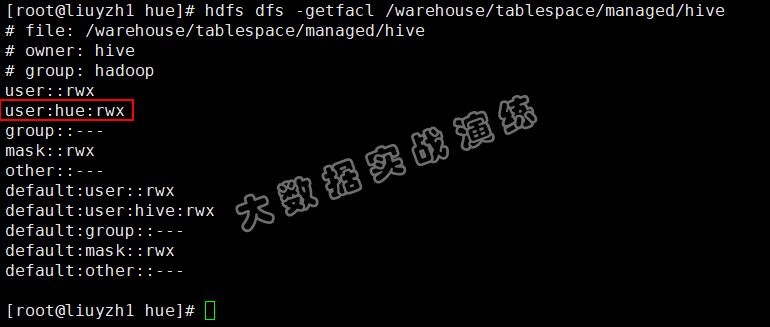 [root@liuyzh1 hue]# hdfs dfs -getfacl /warehouse/tablespace/managed/hive
# file: /warehouse/tablespace/managed/hive
# owner: hive
# group: hadoop
user::rwx
user:hue:rwx
group::---
mask::rwx
other::---
default:user::rwx
default:user:hive:rwx
default:group::---
default:mask::rwx
default:other::---
[root@liuyzh1 hue]#
大数据实战演练